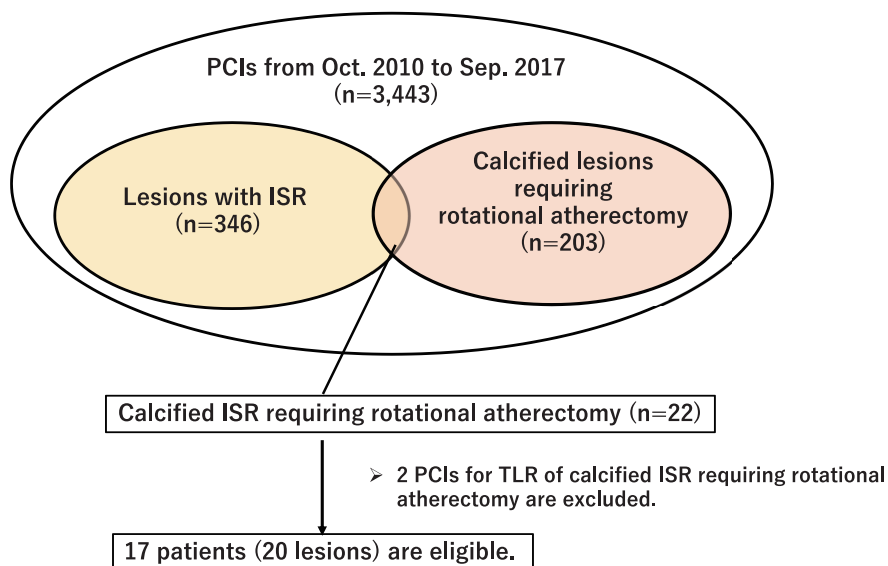 PCIs from Oct. 2010 to Sep. 2017
(n=3,443)
Lesions with ISR
(n=346)
Calcified lesions
requiring
rotational atherectomy
(n=203)
Calcified ISR requiring rotational atherectomy (n=22)
➢ 2 PCIs for TLR of calcified ISR requiring rotational
atherectomy are excluded.
17 patients (20 lesions) are eligible.